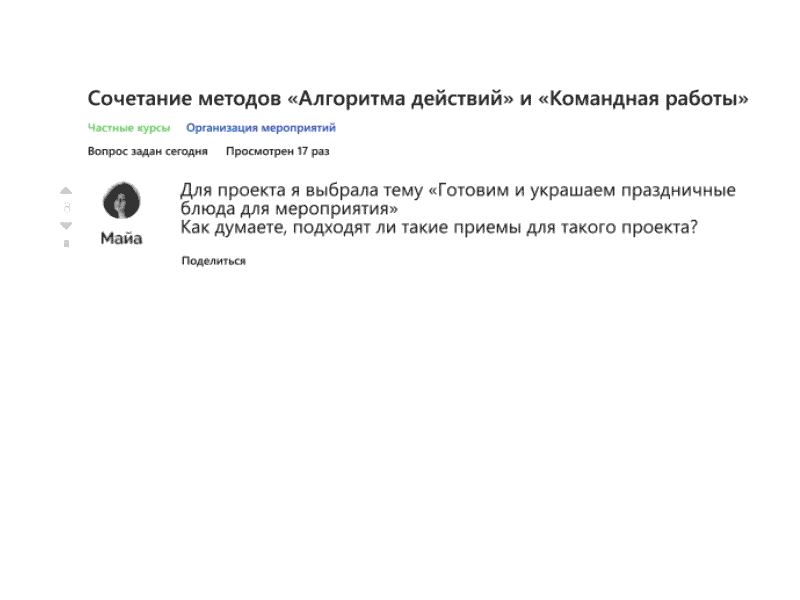 Сочетание методов «Алгоритма действий» и «Командная работы»
Частные курсы Организация мероприятий
Вопрос задан сегодня Просмотрен 17 раз
Для проекта я выбрала тему «Готовим и украшаем праздничные
блюда для мероприятия»
Как думаете, подходят ли такие приемы для такого проекта?
8
Майа
Поделиться